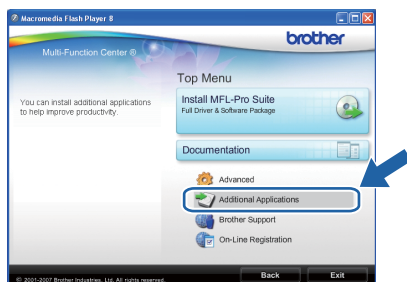 Macromedia Flash Player 8
brother
Multi-Function Center ®
Top Menu
You can install additional applications
to help improve productivity.
Install MFL-Pro Suite
Full Driver & Software Package
Documentation
Advanced
Additional Applications
Brother Support
On-Line Registration
© 2001-2007 Brother Industries, Ltd. All rights reserved.
Back
Exit